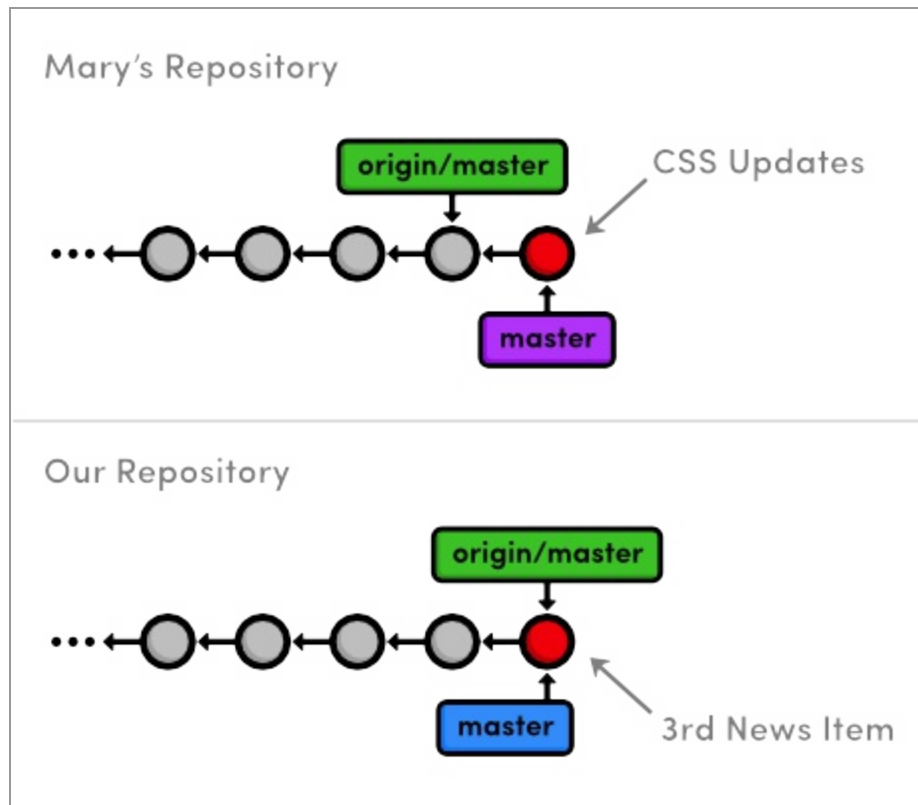 Mary's Repository
origin/master
CSS Updates
master
Our Repository
origin/master
master
3rd News Item